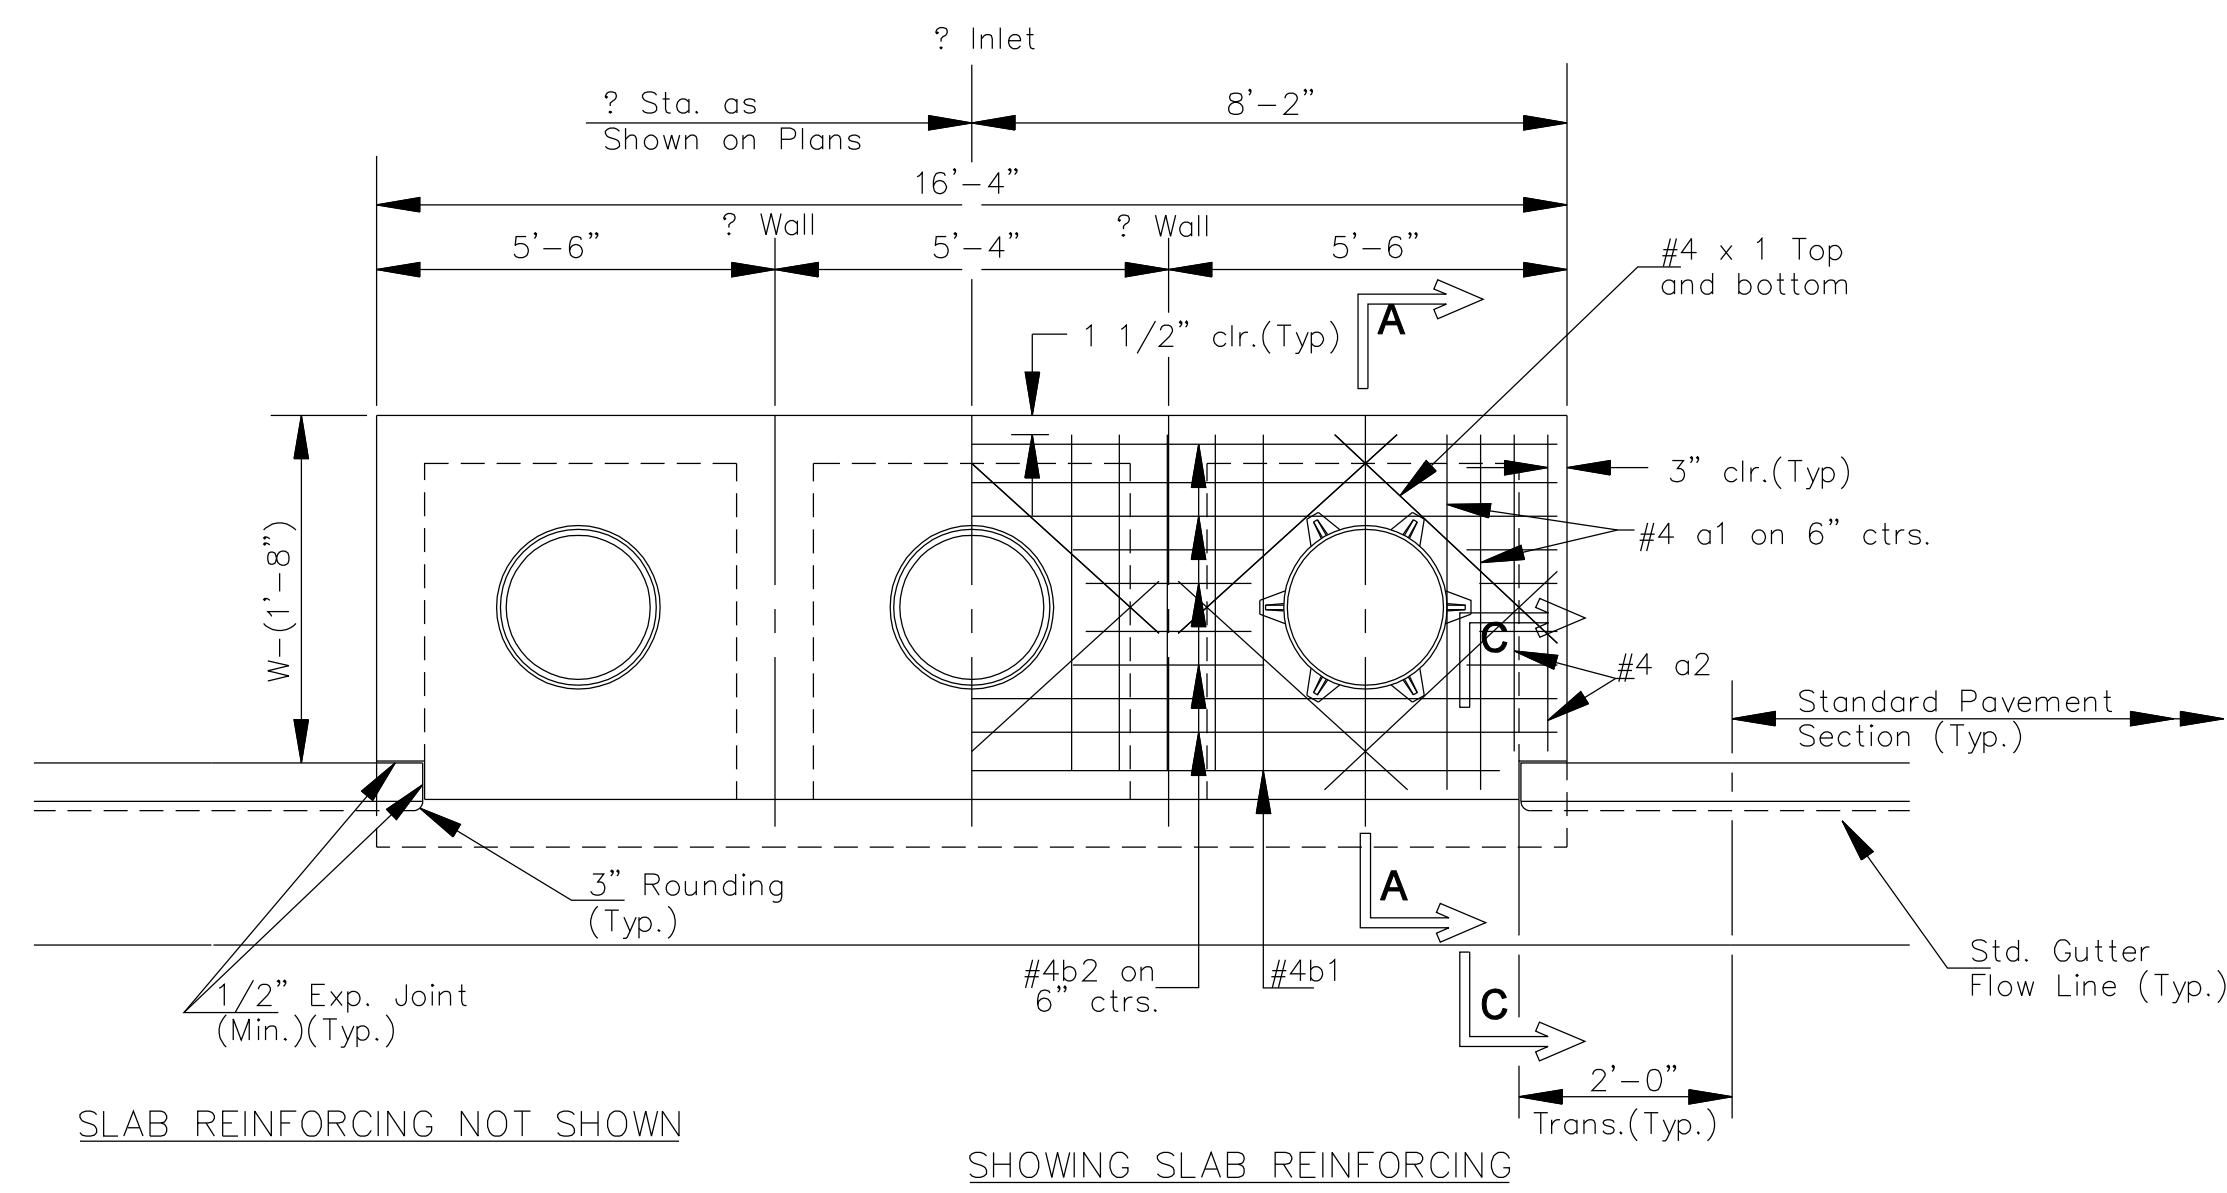 ? Inlet
? Sta. as
Shown on Plans
8'-2"
16'-4"
? Wall
? Wall
5'-6"
5'-4"
5'-6"
#4 x 1 Top
and bottom
A
1 1/2" clr.(Typ)
3" clr.(Typ)
#4 a1 on 6" ctrs.
W-(1'-8")
C
#4 a2
Standard Pavement
Section (Typ.)
3" Rounding
(Typ.)
A
1/2" Exp. Joint
(Min.)(Typ.)
#4b2 on
6" ctrs.
#4b1
C
Std. Gutter
Flow Line (Typ.)
2'-0"
Trans.(Typ.)
SLAB REINFORCING NOT SHOWN
SHOWING SLAB REINFORCING